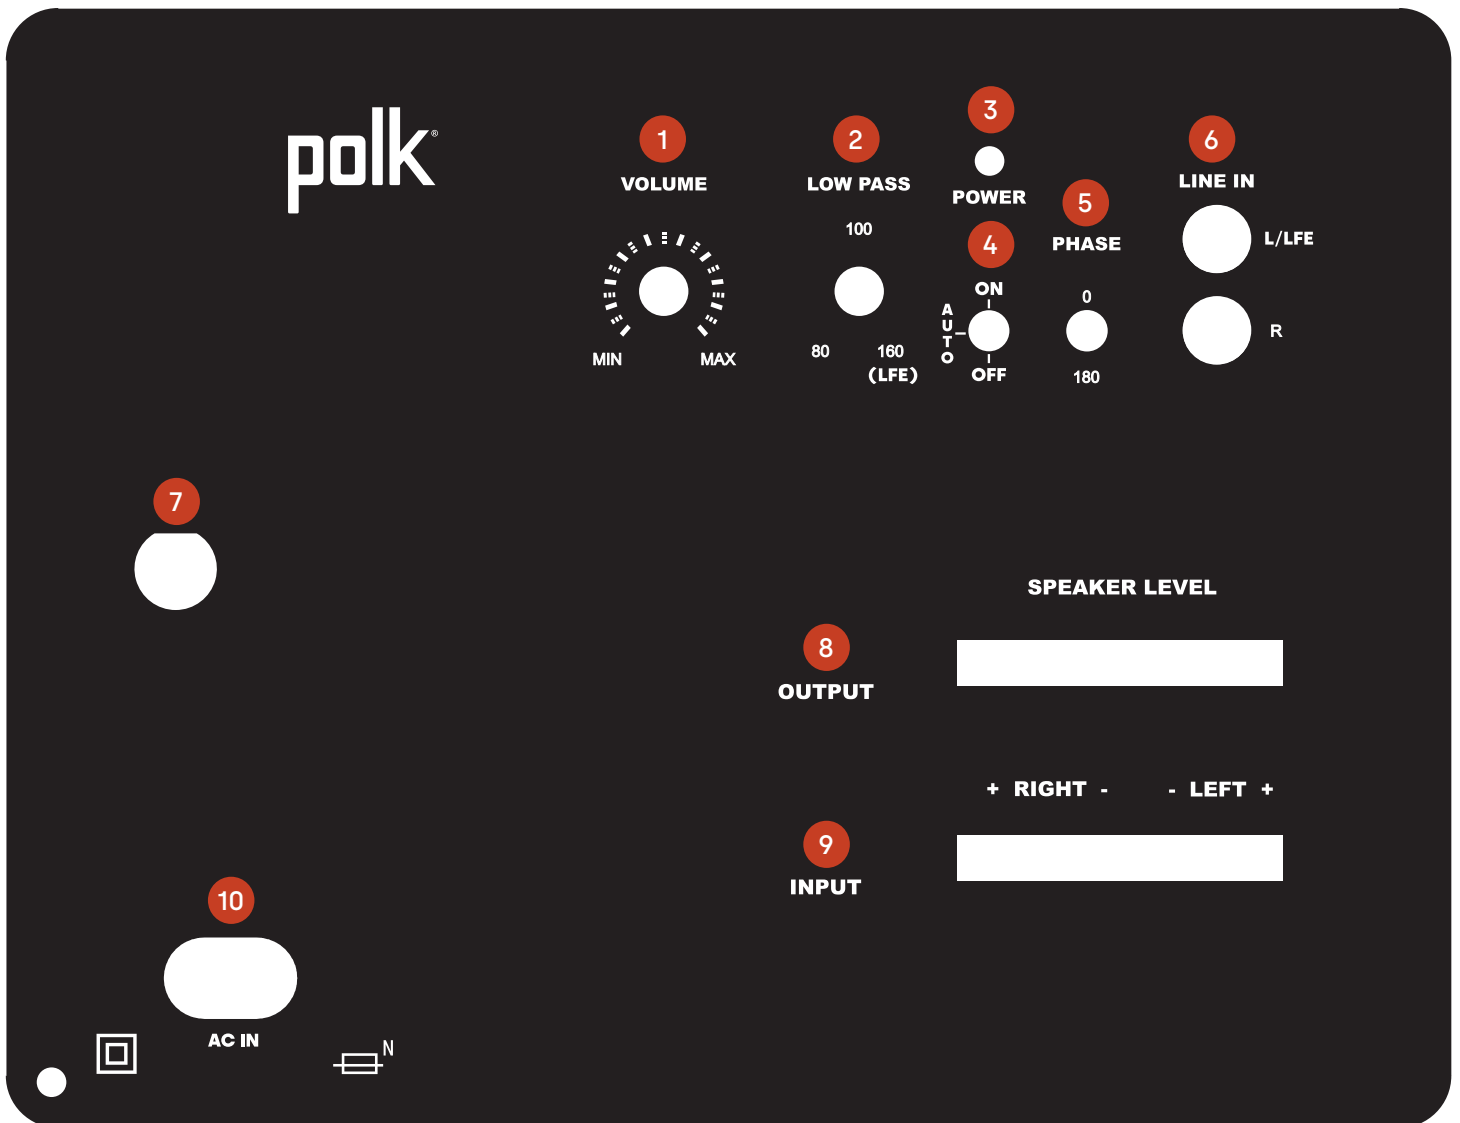 polk®
1
VOLUME
MIN
MAX
2
LOW PASS
100
80
160
(LFE)
3
POWER
4
ON
AUTO
OFF
5
PHASE
0
180
6
LINE IN
L/LFE
R
7
SPEAKER LEVEL
8
OUTPUT
+ RIGHT - - LEFT +
9
INPUT
10
AC IN
N